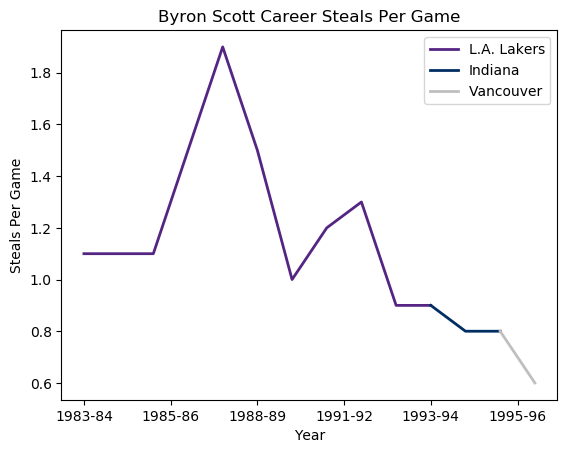 Byron Scott Career Steals Per Game
L.A. Lakers
Indiana
Vancouver
Steals Per Game
1.8
1.6
1.4
1.2
1.0
0.8
0.6
1983-84 1985-86 1988-89 1991-92 1993-94 1995-96
Year